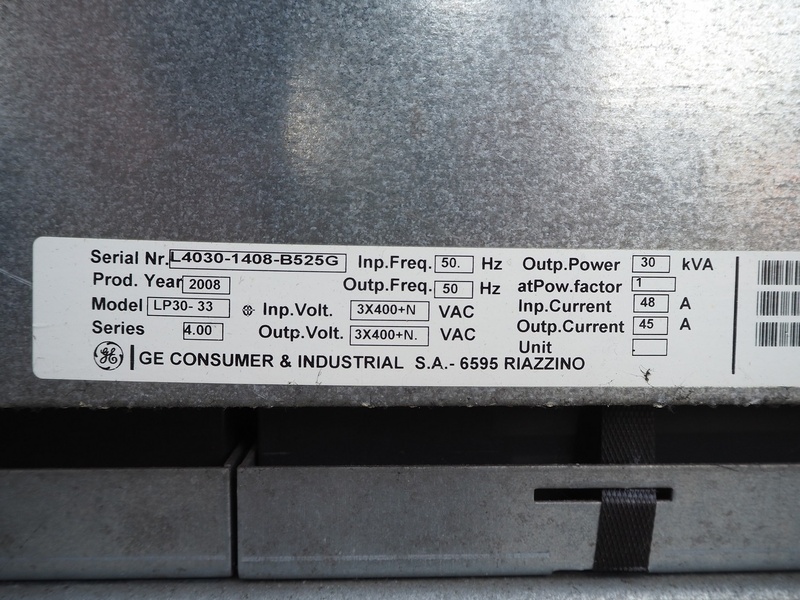 Serial Nr. L4030-1408-B525G Inp.Freq. 50. Hz Outp.Power 30 kVA
Prod. Year 2008 Outp.Freq. 50 Hz atPow.factor 1
Model LP30- 33 Inp.Volt. 3X400+N VAC Inp.Current 48 A
Series 4.00 Outp.Volt. 3X400+N. VAC Outp.Current 45 A
Unit
GE GE CONSUMER & INDUSTRIAL S.A.- 6595 RIAZZINO